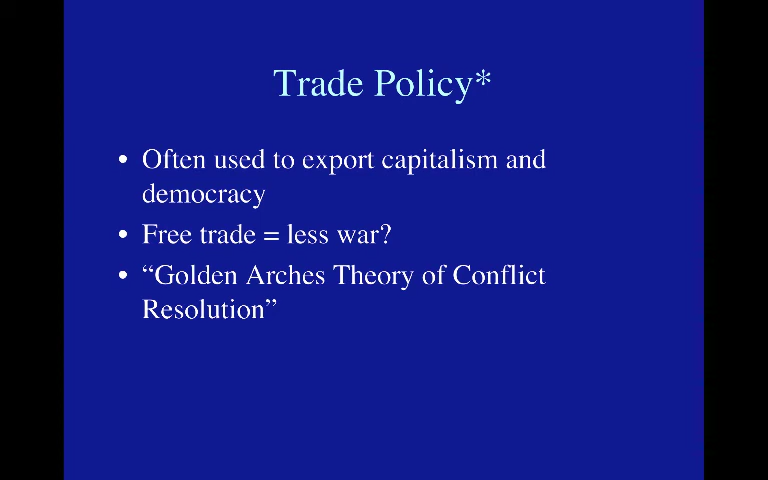 Trade Policy*
• Often used to export capitalism and
democracy
• Free trade = less war?
• “Golden Arches Theory of Conflict
Resolution”